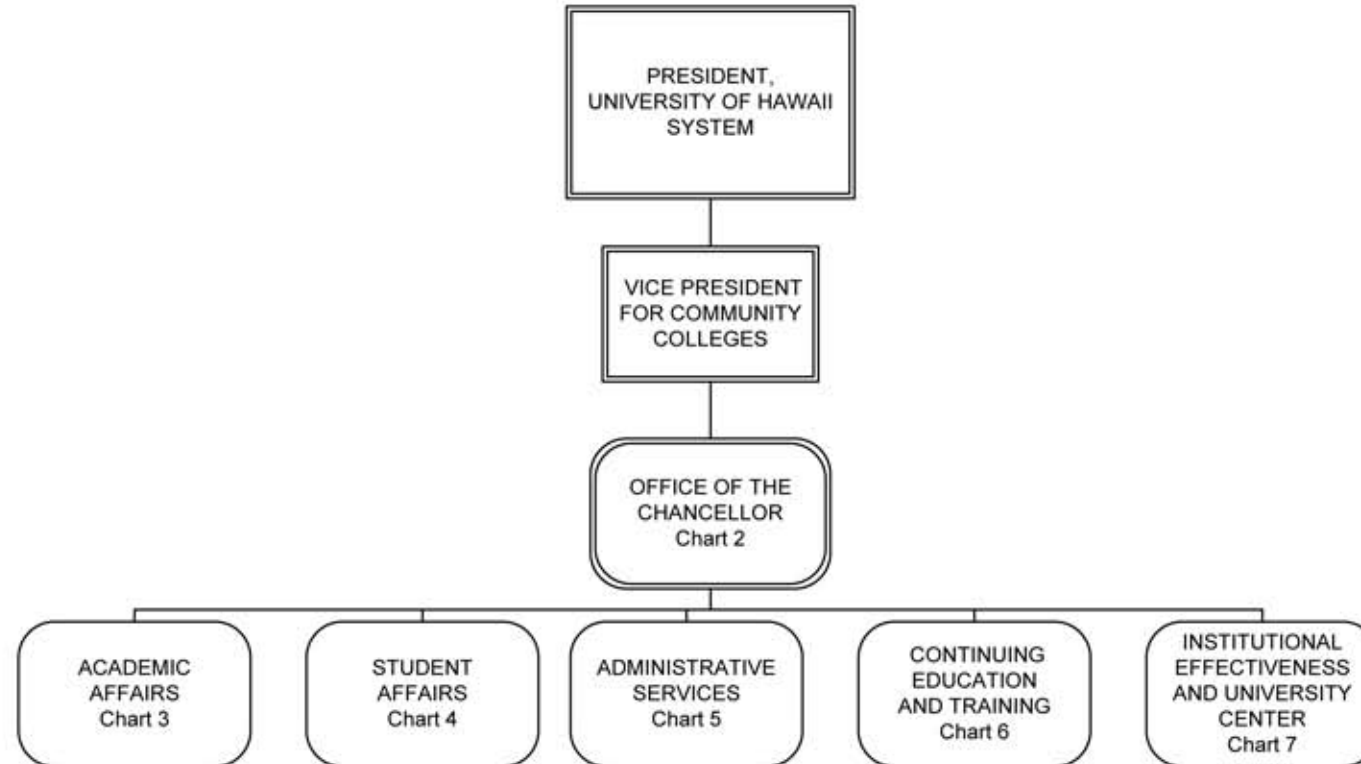 PRESIDENT,
UNIVERSITY OF HAWAII
SYSTEM
VICE PRESIDENT
FOR COMMUNITY
COLLEGES
OFFICE OF THE
CHANCELLOR
Chart 2
ACADEMIC
AFFAIRS
Chart 3
STUDENT
AFFAIRS
Chart 4
ADMINISTRATIVE
SERVICES
Chart 5
CONTINUING
EDUCATION
AND TRAINING
Chart 6
INSTITUTIONAL
EFFECTIVENESS
AND UNIVERSITY
CENTER
Chart 7